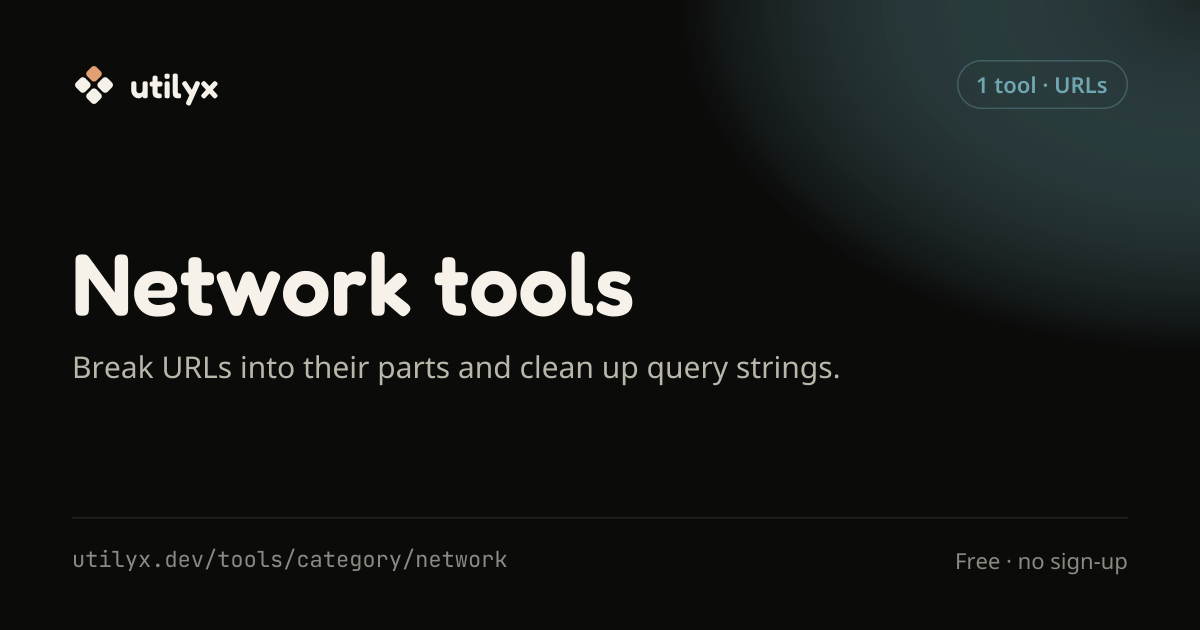 utilyx
1 tool · URLs
Network tools
Break URLs into their parts and clean up query strings.
utilyx.dev/tools/category/network
Free · no sign-up